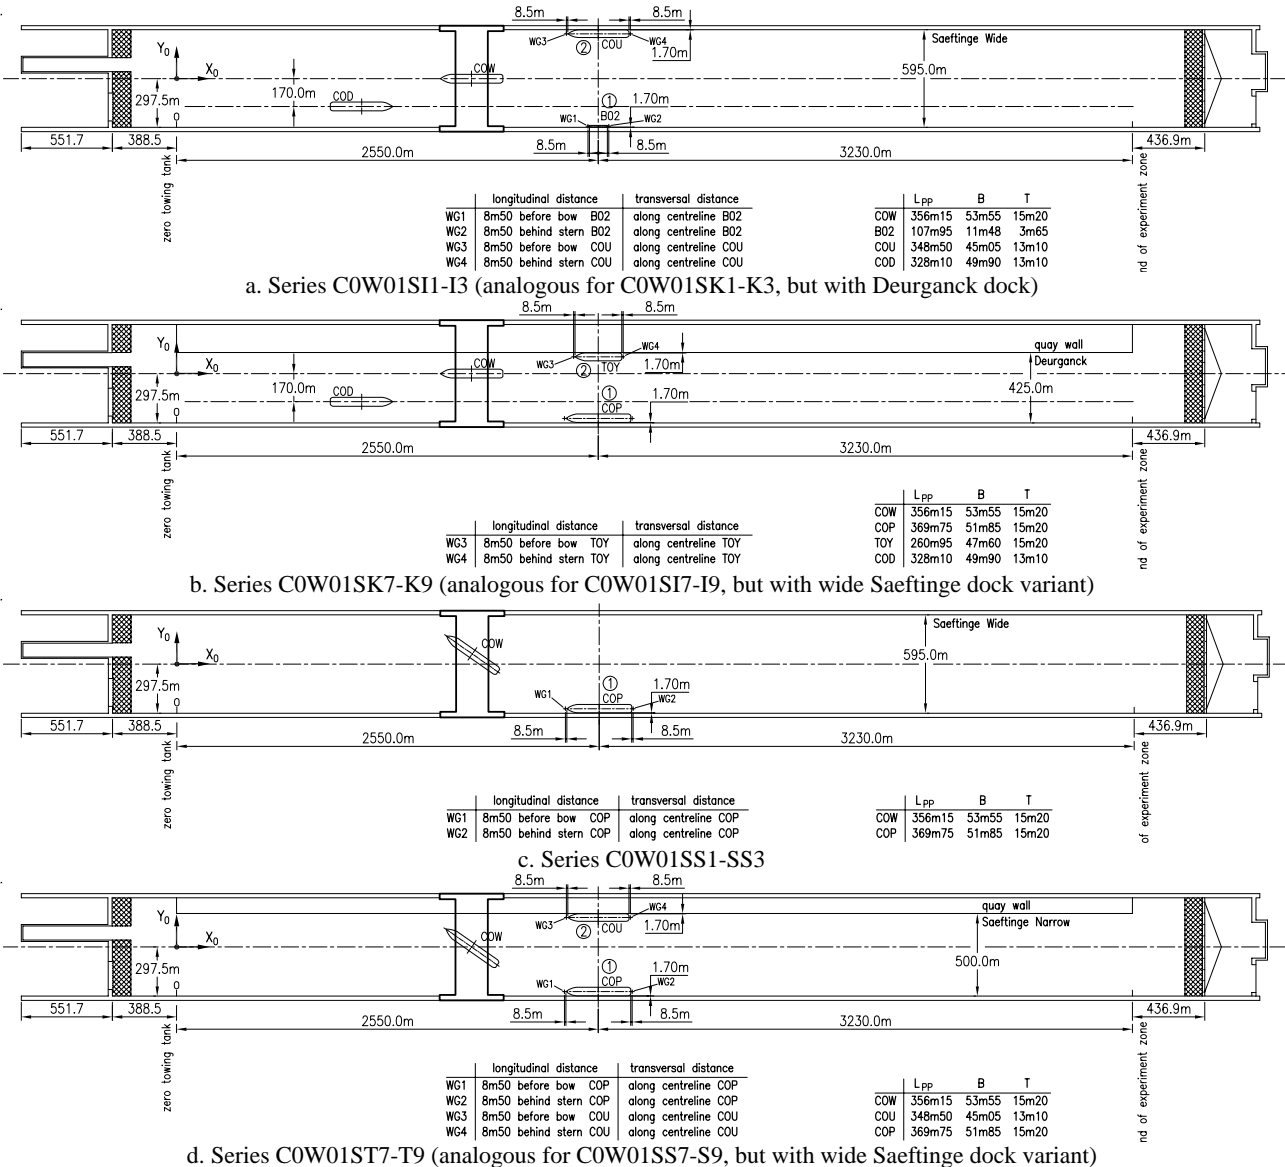 8.5m 8.5m
WG3 WG4
② COU 1.70m
Saeftinge Wide
Y0 COW
X0
595.0m
170.0m COD ① 1.70m
297.5m
0 WG1 B02 WG2
551.7 388.5 8.5m 8.5m 436.9m
2550.0m 3230.0m
zero towing tank
nd of experiment zone
longitudinal distance transversal distance
WG1 8m50 before bow B02 along centreline B02
WG2 8m50 behind stern B02 along centreline B02
WG3 8m50 before bow COU along centreline COU
WG4 8m50 behind stern COU along centreline COU
LPP B T
COW 356m15 53m55 15m20
B02 107m95 11m48 3m65
COU 348m50 45m05 13m10
COD 328m10 49m90 13m10
a. Series C0W01SI1-I3 (analogous for C0W01SK1-K3, but with Deurganck dock)
8.5m 8.5m
Y0 WG4 quay wall
WG3 COW ② TOY 1.70m Deurganck
X0
170.0m COD ① 1.70m 425.0m
297.5m COP
0
551.7 388.5 436.9m
2550.0m 3230.0m
zero towing tank
nd of experiment zone
longitudinal distance transversal distance
WG3 8m50 before bow TOY along centreline TOY
WG4 8m50 behind stern TOY along centreline TOY
LPP B T
COW 356m15 53m55 15m20
COP 369m75 51m85 15m20
TOY 260m95 47m60 15m20
COD 328m10 49m90 13m10
b. Series C0W01SK7-K9 (analogous for C0W01SI7-I9, but with wide Saeftinge dock variant)
Saeftinge Wide
Y0 COW
X0
595.0m
297.5m ① 1.70m
0 WG1 COP WG2
551.7 388.5 8.5m 8.5m 436.9m
2550.0m 3230.0m
zero towing tank
of experiment zone
longitudinal distance transversal distance
WG1 8m50 before bow COP along centreline COP
WG2 8m50 behind stern COP along centreline COP
LPP B T
COW 356m15 53m55 15m20
COP 369m75 51m85 15m20
c. Series C0W01SS1-SS3
8.5m 8.5m
Y0 WG4 quay wall
WG3 ② COU 1.70m Saeftinge Narrow
X0 COW
500.0m
297.5m ① 1.70m
0 WG1 COP WG2
551.7 388.5 8.5m 8.5m 436.9m
2550.0m 3230.0m
zero towing tank
nd of experiment zone
longitudinal distance transversal distance
WG1 8m50 before bow COP along centreline COP
WG2 8m50 behind stern COP along centreline COP
WG3 8m50 before bow COU along centreline COU
WG4 8m50 behind stern COU along centreline COU
LPP B T
COW 356m15 53m55 15m20
COU 348m50 45m05 13m10
COP 369m75 51m85 15m20
d. Series C0W01ST7-T9 (analogous for C0W01SS7-S9, but with wide Saeftinge dock variant)